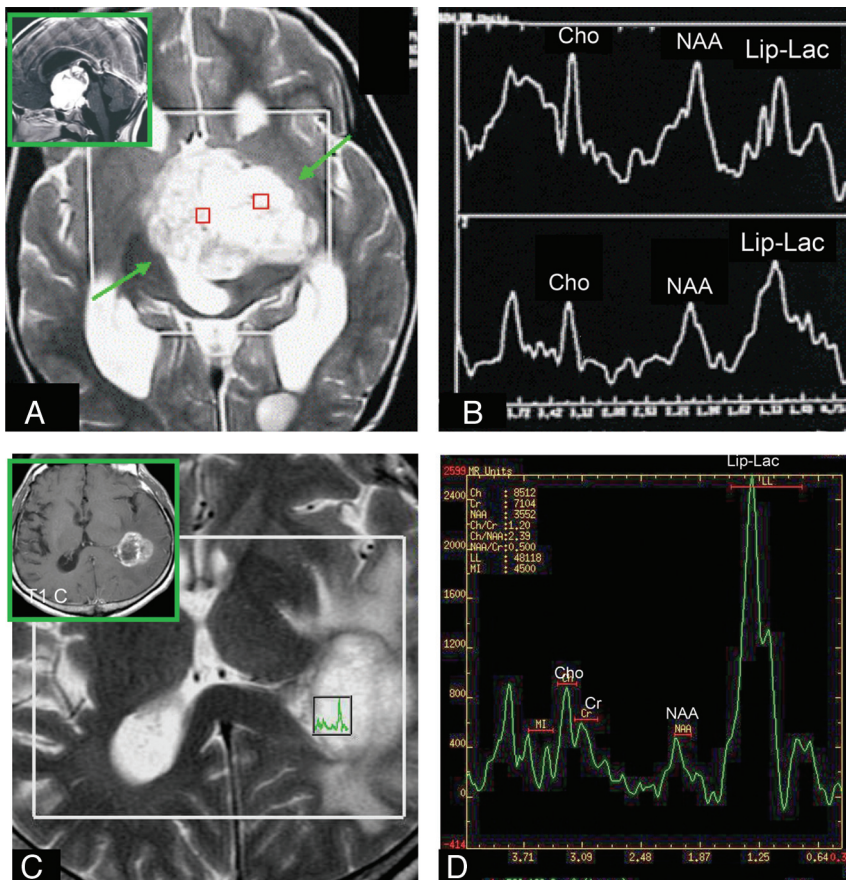 A
B
1
Cho
NAA
Lip-Lac
2
Cho
NAA
Lip-Lac
T1 C
C
D
Lip-Lac
2599
MR Units
LL
2400
Ch : 8512
Cr : 7104
NAA : 3552
Ch/Cr: 1.20
Ch/NAA: 2.39
NAA/Cr: 0.500
LL : 48118
MI : 4500
2000
1600
1200
800
400
0
-414
Cho
Ch
Cr
Cr
MI
NAA
NAA
3.71
3.09
2.48
1.87
1.25
0.64